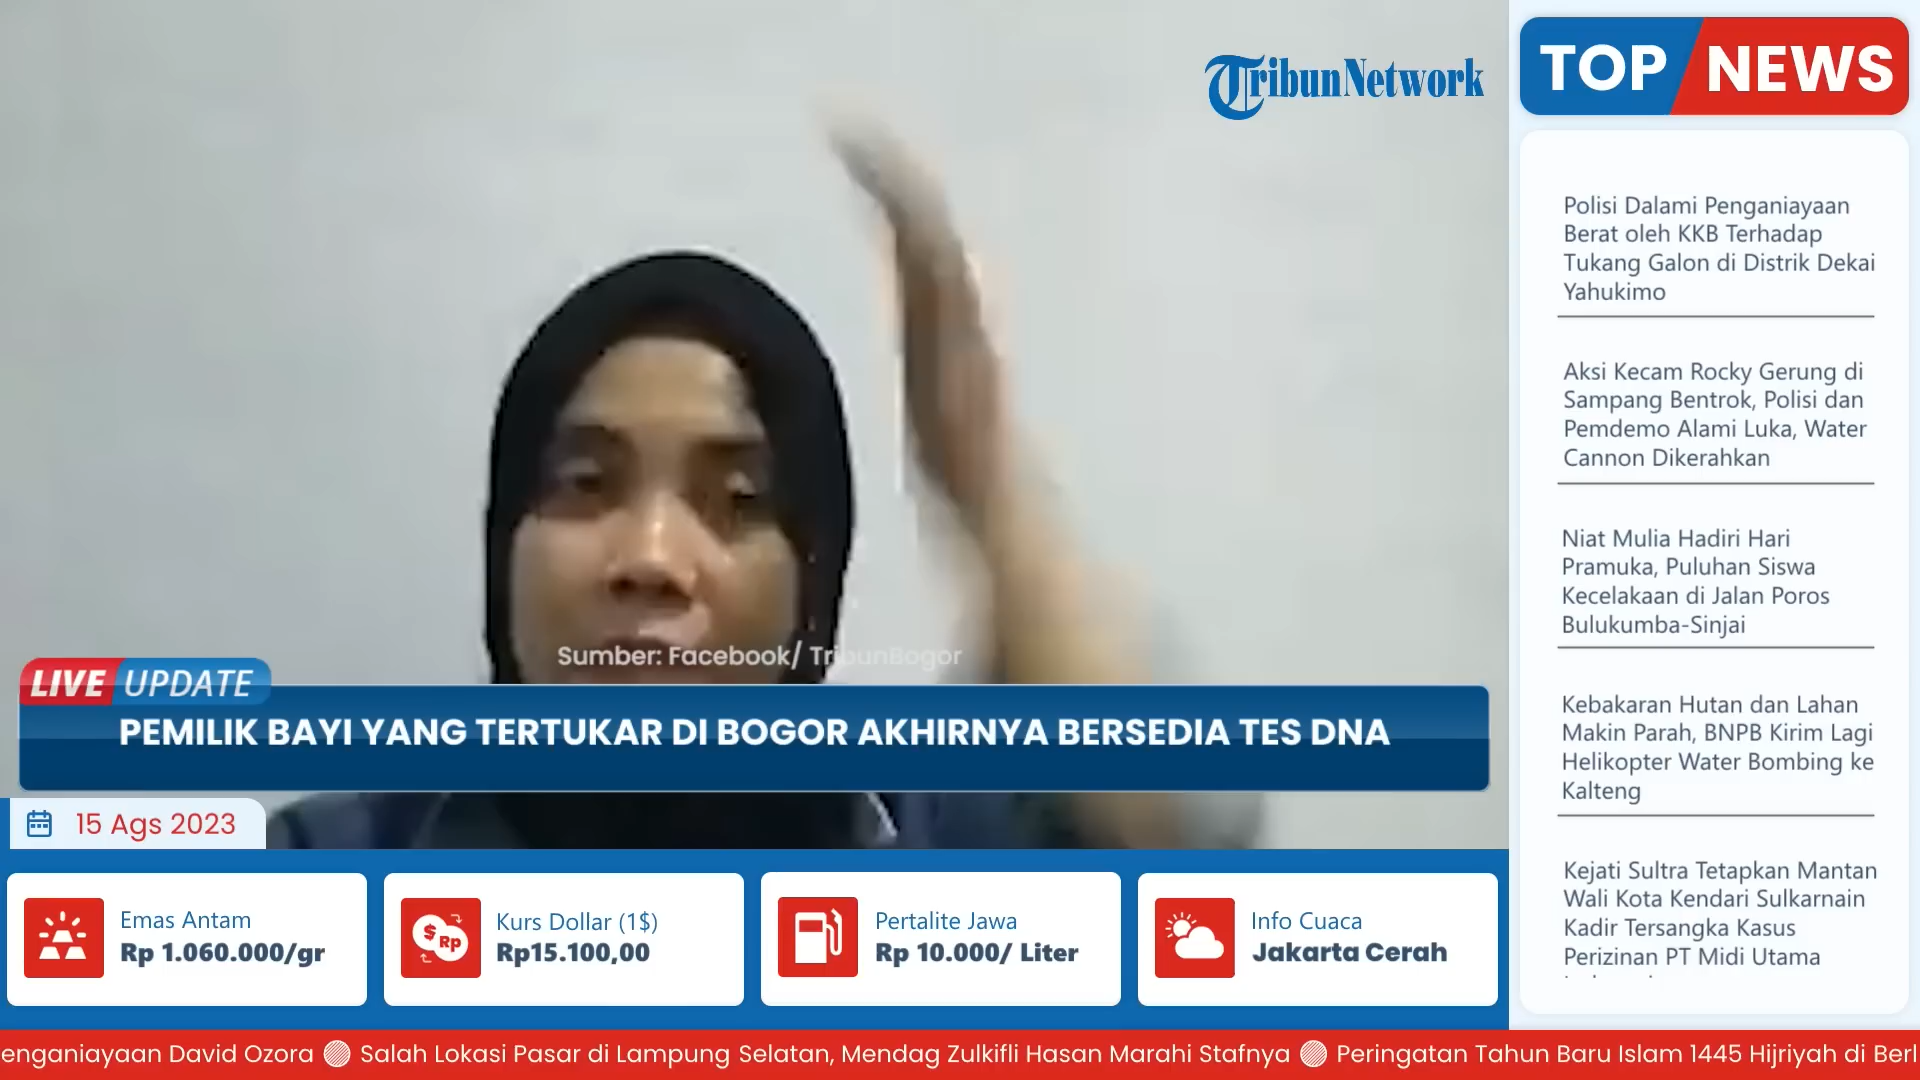 TribunNetwork
TOP NEWS
Polisi Dalami Penganiayaan
Berat oleh KKB Terhadap
Tukang Galon di Distrik Dekai
Yahukimo
Aksi Kecam Rocky Gerung di
Sampang Bentrok, Polisi dan
Pemdemo Alami Luka, Water
Cannon Dikerahkan
Niat Mulia Hadiri Hari
Pramuka, Puluhan Siswa
Kecelakaan di Jalan Poros
Bulukumba-Sinjai
Kebakaran Hutan dan Lahan
Makin Parah, BNPB Kirim Lagi
Helikopter Water Bombing ke
Kalteng
Kejati Sultra Tetapkan Mantan
Wali Kota Kendari Sulkarnain
Kadir Tersangka Kasus
Perizinan PT Midi Utama
Sumber: Facebook/ TribunBogor
LIVE UPDATE
PEMILIK BAYI YANG TERTUKAR DI BOGOR AKHIRNYA BERSEDIA TES DNA
15 Ags 2023
Emas Antam
Rp 1.060.000/gr
Kurs Dollar (1$)
Rp15.100,00
$ Rp
Pertalite Jawa
Rp 10.000/ Liter
Info Cuaca
Jakarta Cerah
enganiayaan David Ozora Salah Lokasi Pasar di Lampung Selatan, Mendag Zulkifli Hasan Marahi Stafnya Peringatan Tahun Baru Islam 1445 Hijriyah di Berl